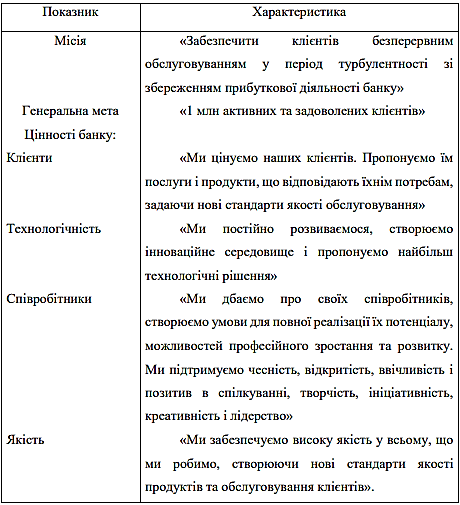 Показник Характеристика
Місія «Забезпечити клієнтів безперервним
обслуговуванням у період турбулентності зі
збереженням прибуткової діяльності банку»
Генеральна мета «1 млн активних та задоволених клієнтів»
Цінності банку:
Клієнти «Ми цінуємо наших клієнтів. Пропонуємо їм
послуги і продукти, що відповідають їхнім потребам,
задаючи нові стандарти якості обслуговування»
Технологічність «Ми постійно розвиваємося, створюємо
інноваційне середовище і пропонуємо найбільш
технологічні рішення»
Співробітники «Ми дбаємо про своїх співробітників,
створюємо умови для повної реалізації їх потенціалу,
можливостей професійного зростання та розвитку.
Ми підтримуємо чесність, відкритість, ввічливість і
позитив в спілкуванні, творчість, ініціативність,
креативність і лідерство»
Якість «Ми забезпечуємо високу якість у всьому, що
ми робимо, створюючи нові стандарти якості
продуктів та обслуговування клієнтів».